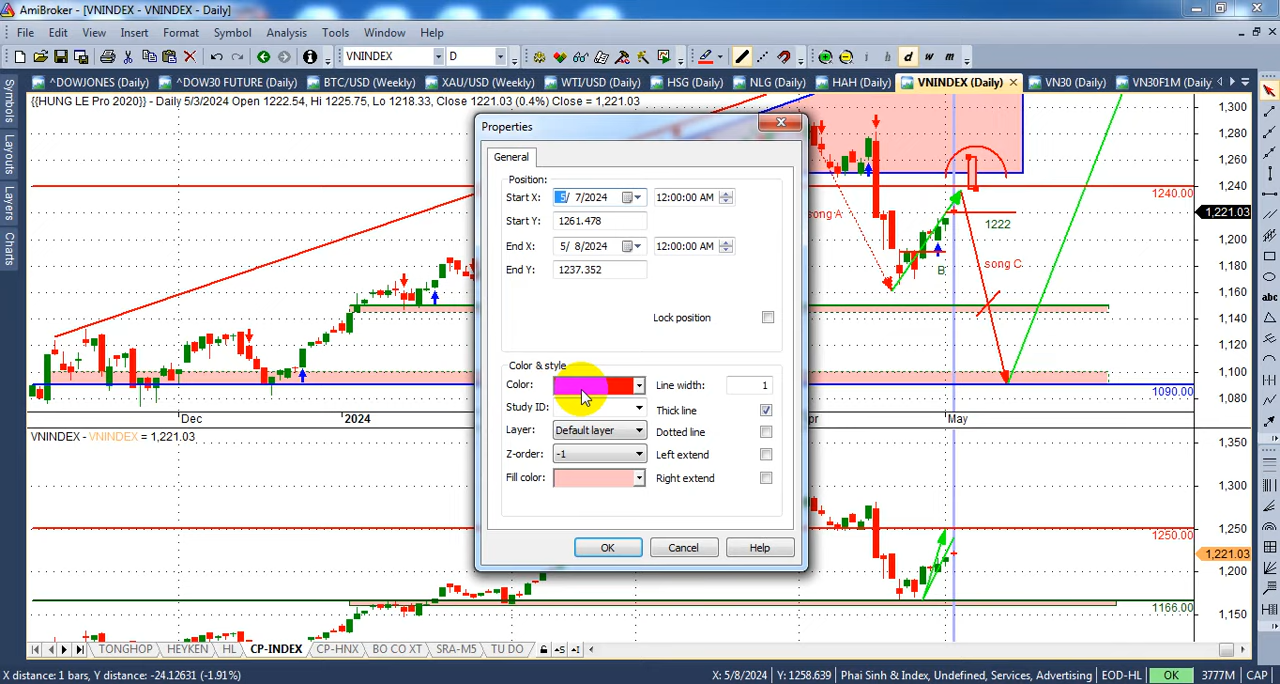 AmiBroker - [VNINDEX - VNINDEX - Daily]
File Edit View Insert Format Symbol Analysis Tools Window Help
VNINDEX D h d w m
^DOWJONES (Daily) ^DOW30 FUTURE (Daily) BTC/USD (Weekly) XAU/USD (Weekly) WTI/USD (Daily) HSG (Daily) NLG (Daily) HAH (Daily) VNINDEX (Daily) VN30 (Daily) VN30F1M (Daily)
Symbols
Layouts
Layers
Charts
{{HUNG LE Pro 2020}} - Daily 5/3/2024 Open 1222.54, Hi 1225.75, Lo 1218.33, Close 1221.03 (0.4%) Close = 1,221.03
Properties
General
Position:
Start X: 5/ 7/2024 12:00:00 AM
Start Y: 1261.478
End X: 5/ 8/2024 12:00:00 AM
End Y: 1237.352
Lock position
Color & style
Color: Line width: 1
Study ID: Thick line
Layer: Default layer Dotted line
Z-order: -1 Left extend
Fill color: Right extend
OK Cancel Help
song A
B
1222
song C
1,300
1,280
1,260
1,240
1240.00
1,221.03
1,200
1,180
1,160
1,140
1,120
1,100
1090.00
1,080
Dec 2024 May
VNINDEX - VNINDEX = 1,221.03
1,350
1,300
1,250
1250.00
1,221.03
1,200
1166.00
1,150
abc
TONGHOP HEYKEN HL CP-INDEX CP-HNX BO CO XT SRA-M5 TU DO
X distance: 1 bars, Y distance: -24.12631 (-1.91%) X: 5/8/2024 Y: 1258.639 Phai Sinh & Index, Undefined, Services, Advertising EOD-HL OK 3777M CAP